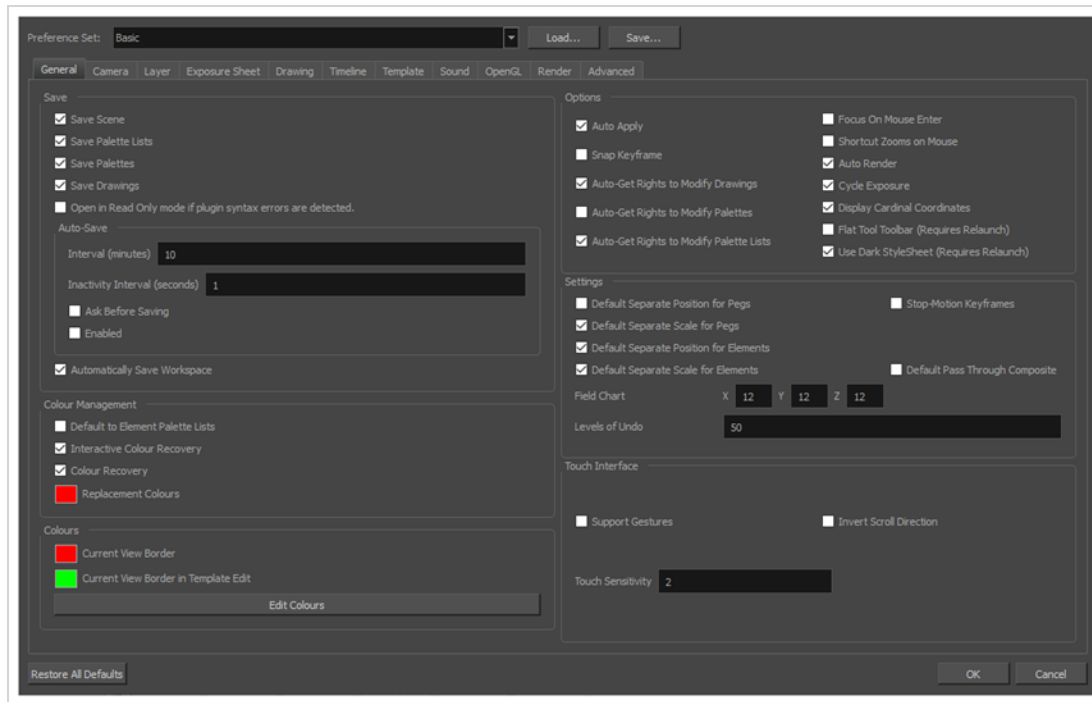 Preference Set: Basic Load... Save...
General Camera Layer Exposure Sheet Drawing Timeline Template Sound OpenGL Render Advanced
Save
Save Scene
Save Palette Lists
Save Palettes
Save Drawings
Open in Read Only mode if plugin syntax errors are detected.
Auto-Save
Interval (minutes) 10
Inactivity Interval (seconds) 1
Ask Before Saving
Enabled
Automatically Save Workspace
Colour Management
Default to Element Palette Lists
Interactive Colour Recovery
Colour Recovery
Replacement Colours
Colours
Current View Border
Current View Border in Template Edit
Edit Colours
Options
Auto Apply
Snap Keyframe
Auto-Get Rights to Modify Drawings
Auto-Get Rights to Modify Palettes
Auto-Get Rights to Modify Palette Lists
Focus On Mouse Enter
Shortcut Zooms on Mouse
Auto Render
Cycle Exposure
Display Cardinal Coordinates
Flat Tool Toolbar (Requires Relaunch)
Use Dark StyleSheet (Requires Relaunch)
Settings
Default Separate Position for Pegs Stop-Motion Keyframes
Default Separate Scale for Pegs
Default Separate Position for Elements
Default Separate Scale for Elements Default Pass Through Composite
Field Chart X 12 Y 12 Z 12
Levels of Undo 50
Touch Interface
Support Gestures Invert Scroll Direction
Touch Sensitivity 2
Restore All Defaults OK Cancel